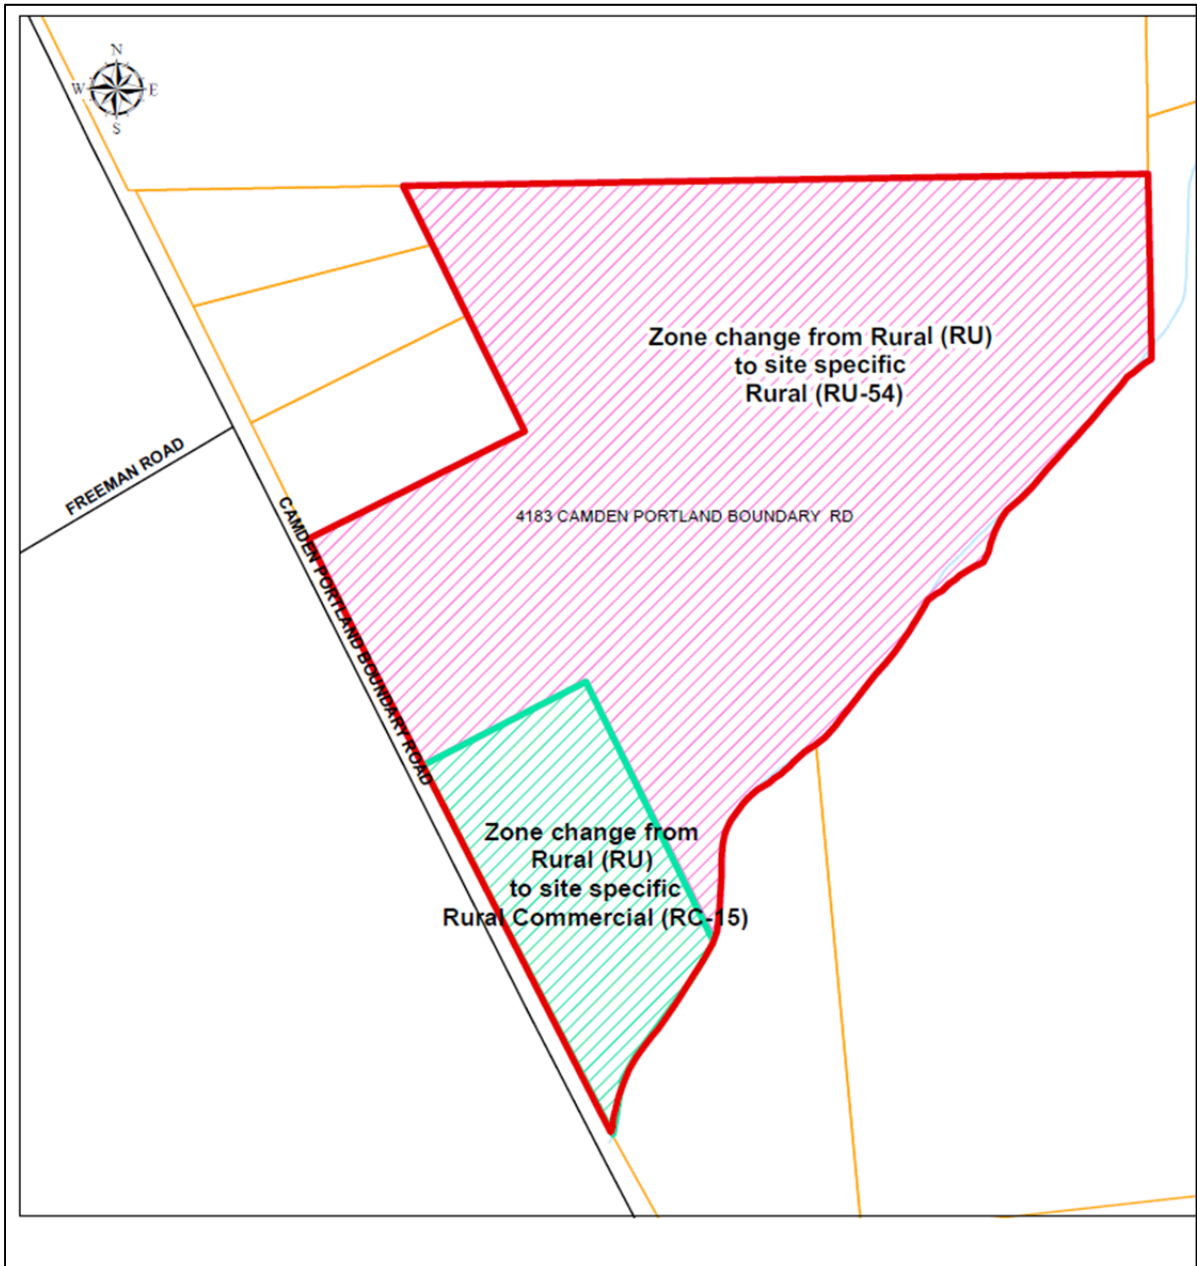 N
W E
S
Zone change from Rural (RU)
to site specific
Rural (RU-54)
FREEMAN ROAD
CAMDEN PORTLAND BOUNDARY ROAD
4183 CAMDEN PORTLAND BOUNDARY RD
Zone change from
Rural (RU)
to site specific
Rural Commercial (RC-15)